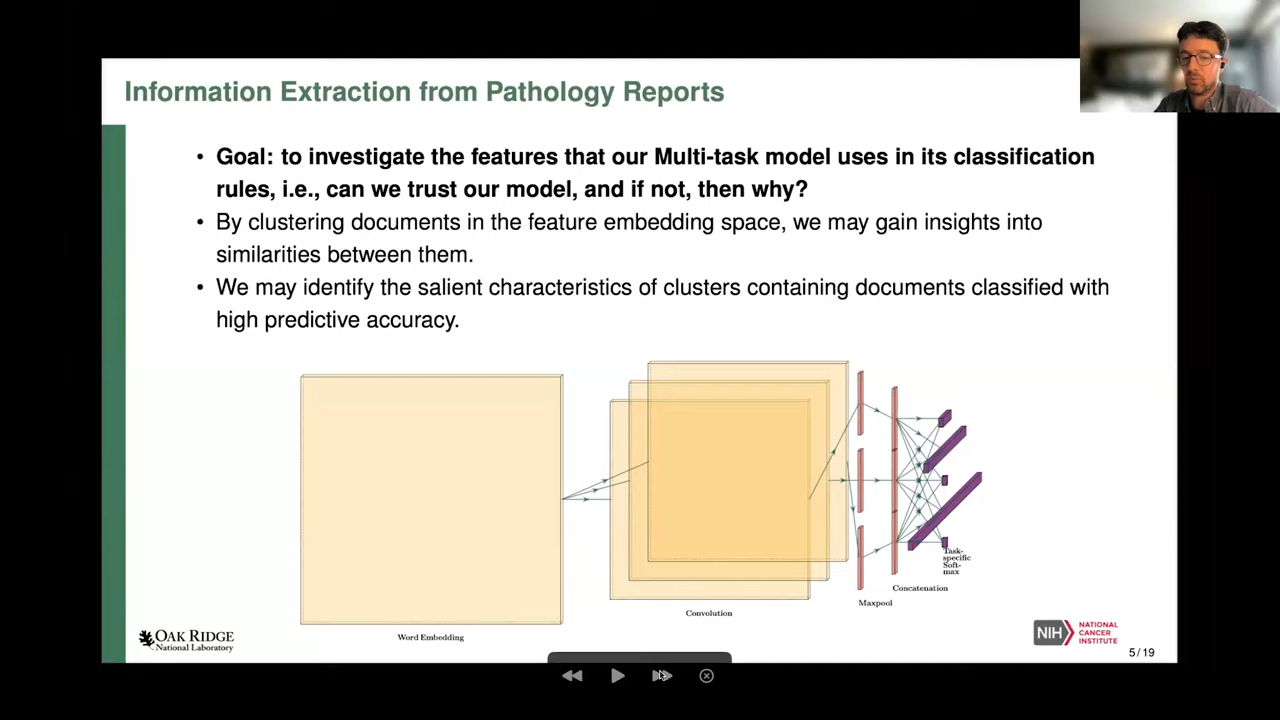 Information Extraction from Pathology Reports
• Goal: to investigate the features that our Multi-task model uses in its classification
rules, i.e., can we trust our model, and if not, then why?
• By clustering documents in the feature embedding space, we may gain insights into
similarities between them.
• We may identify the salient characteristics of clusters containing documents classified with
high predictive accuracy.
Task-
specific
Soft-
max
Concatenation
Maxpool
Convolution
Word Embedding
OAK RIDGE
National Laboratory
NIH
NATIONAL
CANCER
INSTITUTE
5/19